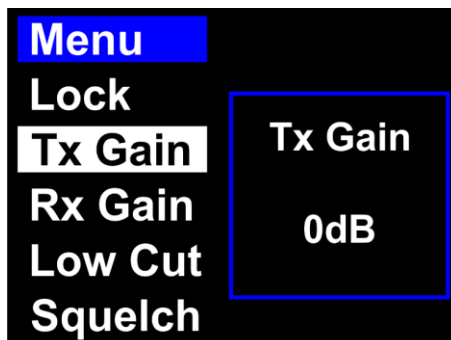 Menu
Lock
Tx Gain
Rx Gain
Low Cut
Squelch
Tx Gain
0dB